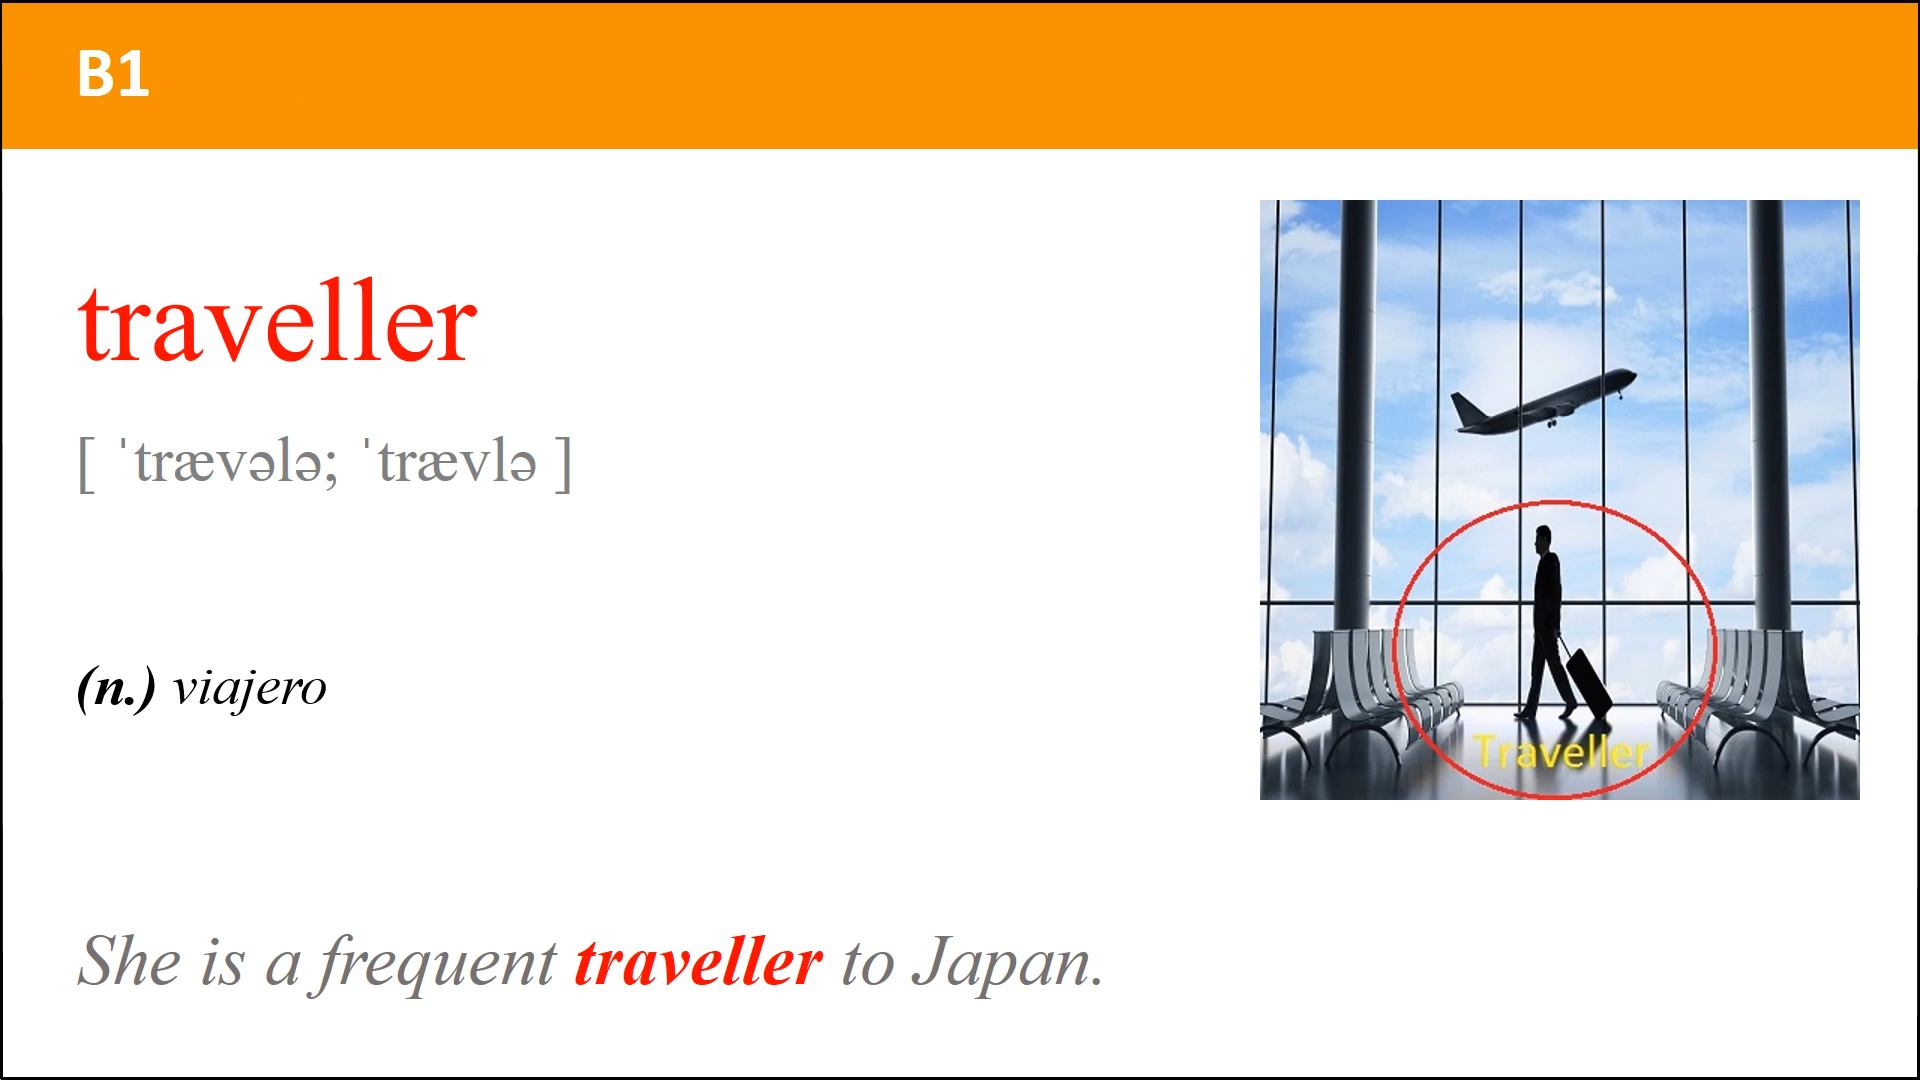 B1
traveller
[ ˈtrævələ; ˈtrævlə ]
(n.) viajero
Traveller
She is a frequent traveller to Japan.